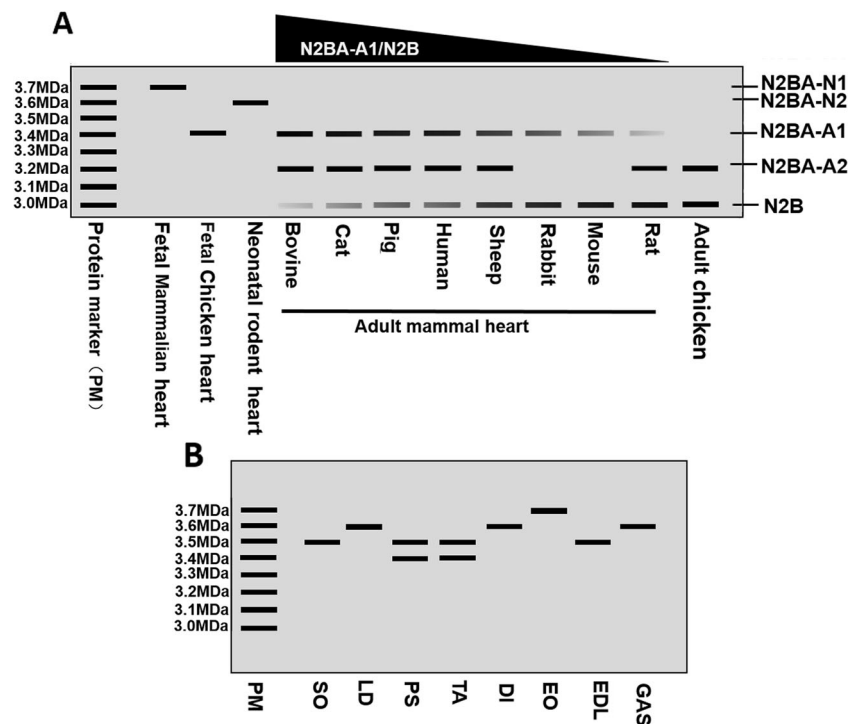 A
N2BA-A1/N2B
3.7MDa
3.6MDa
3.5MDa
3.4MDa
3.3MDa
3.2MDa
3.1MDa
3.0MDa
N2BA-N1
N2BA-N2
N2BA-A1
N2BA-A2
N2B
Protein marker（PM）
Fetal Mammalian heart
Fetal Chicken heart
Neonatal rodent heart
Bovine
Cat
Pig
Human
Sheep
Rabbit
Mouse
Rat
Adult chicken
Adult mammal heart
B
3.7MDa
3.6MDa
3.5MDa
3.4MDa
3.3MDa
3.2MDa
3.1MDa
3.0MDa
PM
SO
LD
PS
TA
DI
EO
EDL
GAS